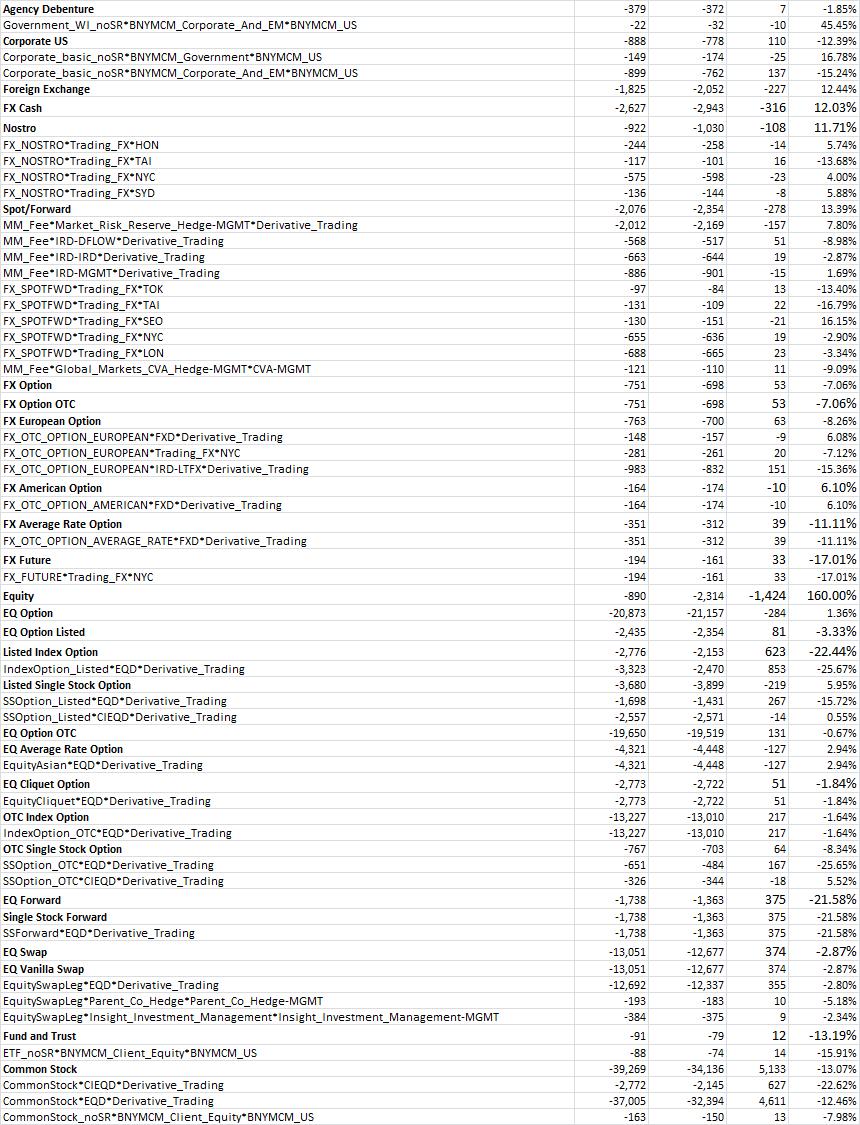 Agency Debenture -379 -372 7 -1.85%
Government_WI_noSR*BNYMCM_Corporate_And_EM*BNYMCM_US -22 -32 -10 45.45%
Corporate US -888 -778 110 -12.39%
Corporate_basic_noSR*BNYMCM_Government*BNYMCM_US -149 -174 -25 16.78%
Corporate_basic_noSR*BNYMCM_Corporate_And_EM*BNYMCM_US -899 -762 137 -15.24%
Foreign Exchange -1,825 -2,052 -227 12.44%
FX Cash -2,627 -2,943 -316 12.03%
Nostro -922 -1,030 -108 11.71%
FX_NOSTRO*Trading_FX*HON -244 -258 -14 5.74%
FX_NOSTRO*Trading_FX*TAI -117 -101 16 -13.68%
FX_NOSTRO*Trading_FX*NYC -575 -598 -23 4.00%
FX_NOSTRO*Trading_FX*SYD -136 -144 -8 5.88%
Spot/Forward -2,076 -2,354 -278 13.39%
MM_Fee*Market_Risk_Reserve_Hedge-MGMT*Derivative_Trading -2,012 -2,169 -157 7.80%
MM_Fee*IRD-DFLOW*Derivative_Trading -568 -517 51 -8.98%
MM_Fee*IRD-IRD*Derivative_Trading -663 -644 19 -2.87%
MM_Fee*IRD-MGMT*Derivative_Trading -886 -901 -15 1.69%
FX_SPOTFWD*Trading_FX*TOK -97 -84 13 -13.40%
FX_SPOTFWD*Trading_FX*TAI -131 -109 22 -16.79%
FX_SPOTFWD*Trading_FX*SEO -130 -151 -21 16.15%
FX_SPOTFWD*Trading_FX*NYC -655 -636 19 -2.90%
FX_SPOTFWD*Trading_FX*LON -688 -665 23 -3.34%
MM_Fee*Global_Markets_CVA_Hedge-MGMT*CVA-MGMT -121 -110 11 -9.09%
FX Option -751 -698 53 -7.06%
FX Option OTC -751 -698 53 -7.06%
FX European Option -763 -700 63 -8.26%
FX_OTC_OPTION_EUROPEAN*FXD*Derivative_Trading -148 -157 -9 6.08%
FX_OTC_OPTION_EUROPEAN*Trading_FX*NYC -281 -261 20 -7.12%
FX_OTC_OPTION_EUROPEAN*IRD-LTFX*Derivative_Trading -983 -832 151 -15.36%
FX American Option -164 -174 -10 6.10%
FX_OTC_OPTION_AMERICAN*FXD*Derivative_Trading -164 -174 -10 6.10%
FX Average Rate Option -351 -312 39 -11.11%
FX_OTC_OPTION_AVERAGE_RATE*FXD*Derivative_Trading -351 -312 39 -11.11%
FX Future -194 -161 33 -17.01%
FX_FUTURE*Trading_FX*NYC -194 -161 33 -17.01%
Equity -890 -2,314 -1,424 160.00%
EQ Option -20,873 -21,157 -284 1.36%
EQ Option Listed -2,435 -2,354 81 -3.33%
Listed Index Option -2,776 -2,153 623 -22.44%
IndexOption_Listed*EQD*Derivative_Trading -3,323 -2,470 853 -25.67%
Listed Single Stock Option -3,680 -3,899 -219 5.95%
SSOption_Listed*EQD*Derivative_Trading -1,698 -1,431 267 -15.72%
SSOption_Listed*CIEQD*Derivative_Trading -2,557 -2,571 -14 0.55%
EQ Option OTC -19,650 -19,519 131 -0.67%
EQ Average Rate Option -4,321 -4,448 -127 2.94%
EquityAsian*EQD*Derivative_Trading -4,321 -4,448 -127 2.94%
EQ Cliquet Option -2,773 -2,722 51 -1.84%
EquityCliquet*EQD*Derivative_Trading -2,773 -2,722 51 -1.84%
OTC Index Option -13,227 -13,010 217 -1.64%
IndexOption_OTC*EQD*Derivative_Trading -13,227 -13,010 217 -1.64%
OTC Single Stock Option -767 -703 64 -8.34%
SSOption_OTC*EQD*Derivative_Trading -651 -484 167 -25.65%
SSOption_OTC*CIEQD*Derivative_Trading -326 -344 -18 5.52%
EQ Forward -1,738 -1,363 375 -21.58%
Single Stock Forward -1,738 -1,363 375 -21.58%
SSForward*EQD*Derivative_Trading -1,738 -1,363 375 -21.58%
EQ Swap -13,051 -12,677 374 -2.87%
EQ Vanilla Swap -13,051 -12,677 374 -2.87%
EquitySwapLeg*EQD*Derivative_Trading -12,692 -12,337 355 -2.80%
EquitySwapLeg*Parent_Co_Hedge*Parent_Co_Hedge-MGMT -193 -183 10 -5.18%
EquitySwapLeg*Insight_Investment_Management*Insight_Investment_Management-MGMT -384 -375 9 -2.34%
Fund and Trust -91 -79 12 -13.19%
ETF_noSR*BNYMCM_Client_Equity*BNYMCM_US -88 -74 14 -15.91%
Common Stock -39,269 -34,136 5,133 -13.07%
CommonStock*CIEQD*Derivative_Trading -2,772 -2,145 627 -22.62%
CommonStock*EQD*Derivative_Trading -37,005 -32,394 4,611 -12.46%
CommonStock_noSR*BNYMCM_Client_Equity*BNYMCM_US -163 -150 13 -7.98%